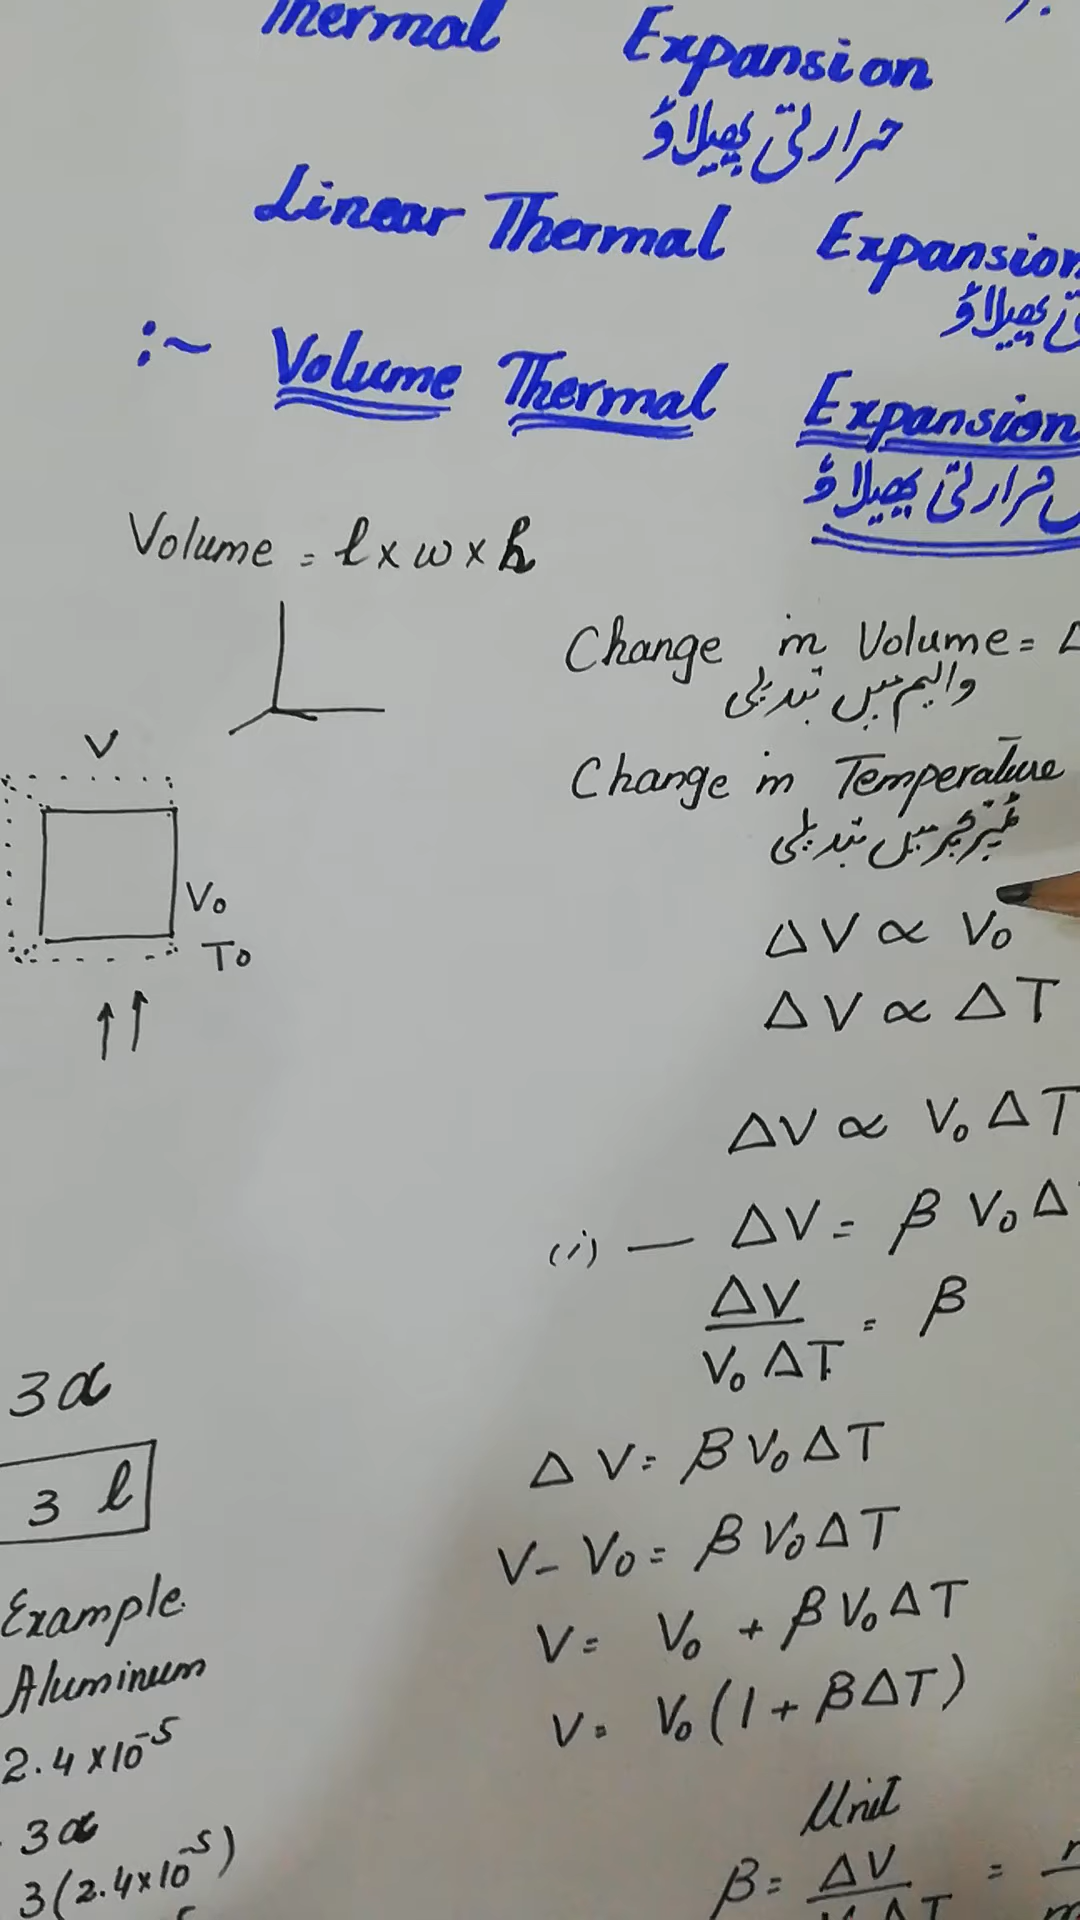 Thermal Expansion
حرارتی پھیلاؤ
Linear Thermal Expansion
پھیلاؤ
:~ Volume Thermal Expansion
حرارتی پھیلاؤ
Volume = l × w × h
Change in Volume = Δ
والیم میں تبدیلی
V
Change in Temperature
ٹمپریچر میں تبدیلی
V₀
T₀
ΔV ∝ V₀
ΔV ∝ ΔT
ΔV ∝ V₀ ΔT
(i) — ΔV = β V₀ Δ
ΔV / V₀ ΔT = β
3α
ΔV = β V₀ ΔT
3 l
V - V₀ = β V₀ ΔT
Example
V = V₀ + β V₀ ΔT
Aluminum
V = V₀ (1 + βΔT)
2.4 × 10⁻⁵
Unit
3α
3(2.4×10⁻⁵)
β = ΔV / ΔT =